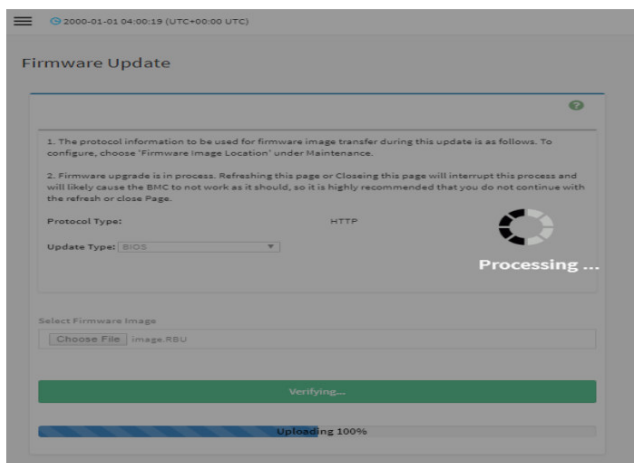 2000-01-01 04:00:19 (UTC+00:00 UTC)
Firmware Update
1. The protocol information to be used for firmware image transfer during this update is as follows. To
configure, choose 'Firmware Image Location' under Maintenance.
2. Firmware upgrade is in process. Refreshing this page or Closeing this page will interrupt this process and
will likely cause the BMC to not work as it should, so it is highly recommended that you do not continue with
the refresh or close Page.
Protocol Type: HTTP
Update Type: BIOS
Processing ...
Select Firmware Image
Choose File image.RBU
Verifying...
Uploading 100%